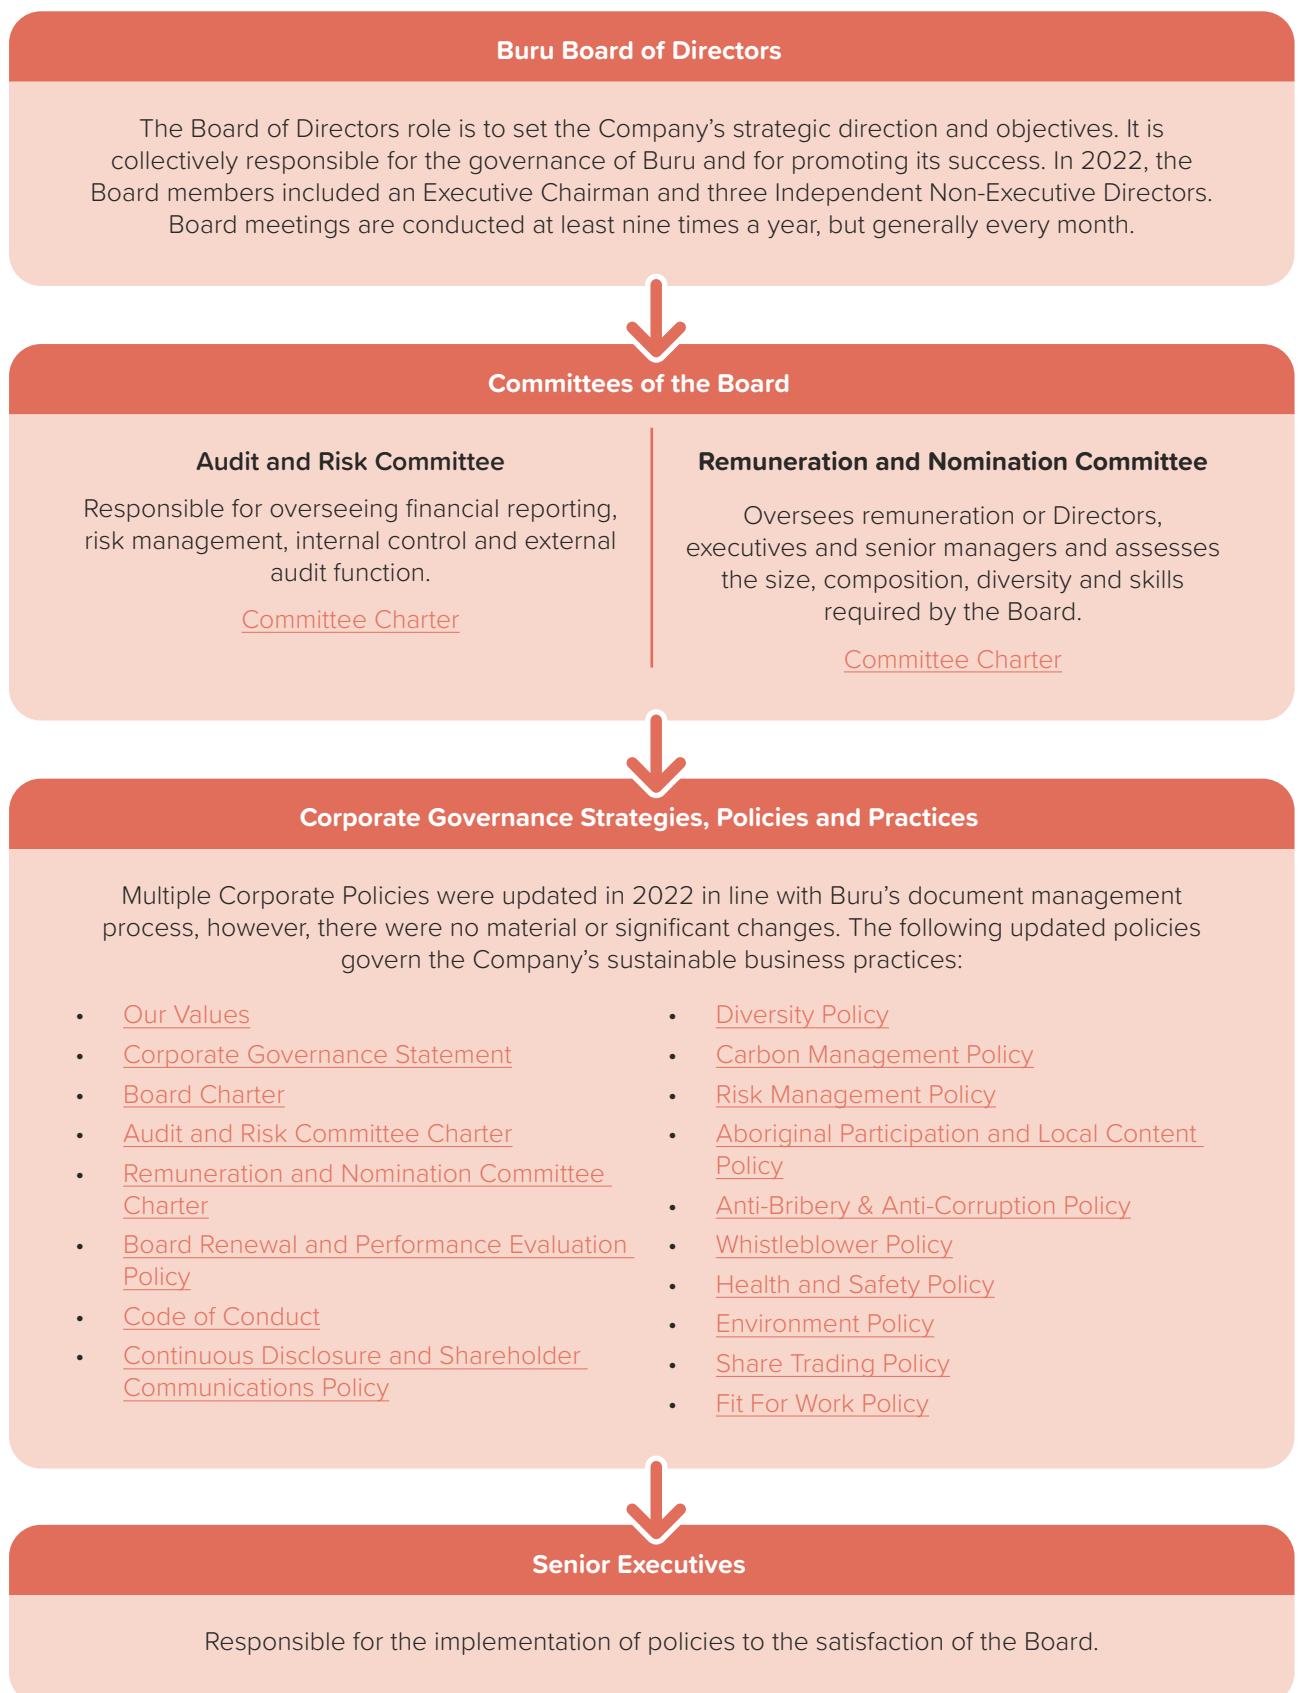 Buru Board of Directors
The Board of Directors role is to set the Company's strategic direction and objectives. It is
collectively responsible for the governance of Buru and for promoting its success. In 2022, the
Board members included an Executive Chairman and three Independent Non-Executive Directors.
Board meetings are conducted at least nine times a year, but generally every month.
Committees of the Board
Audit and Risk Committee
Responsible for overseeing financial reporting,
risk management, internal control and external
audit function.
Committee Charter
Remuneration and Nomination Committee
Oversees remuneration or Directors,
executives and senior managers and assesses
the size, composition, diversity and skills
required by the Board.
Committee Charter
Corporate Governance Strategies, Policies and Practices
Multiple Corporate Policies were updated in 2022 in line with Buru's document management
process, however, there were no material or significant changes. The following updated policies
govern the Company's sustainable business practices:
• Our Values
• Corporate Governance Statement
• Board Charter
• Audit and Risk Committee Charter
• Remuneration and Nomination Committee
Charter
• Board Renewal and Performance Evaluation
Policy
• Code of Conduct
• Continuous Disclosure and Shareholder
Communications Policy
• Diversity Policy
• Carbon Management Policy
• Risk Management Policy
• Aboriginal Participation and Local Content
Policy
• Anti-Bribery & Anti-Corruption Policy
• Whistleblower Policy
• Health and Safety Policy
• Environment Policy
• Share Trading Policy
• Fit For Work Policy
Senior Executives
Responsible for the implementation of policies to the satisfaction of the Board.